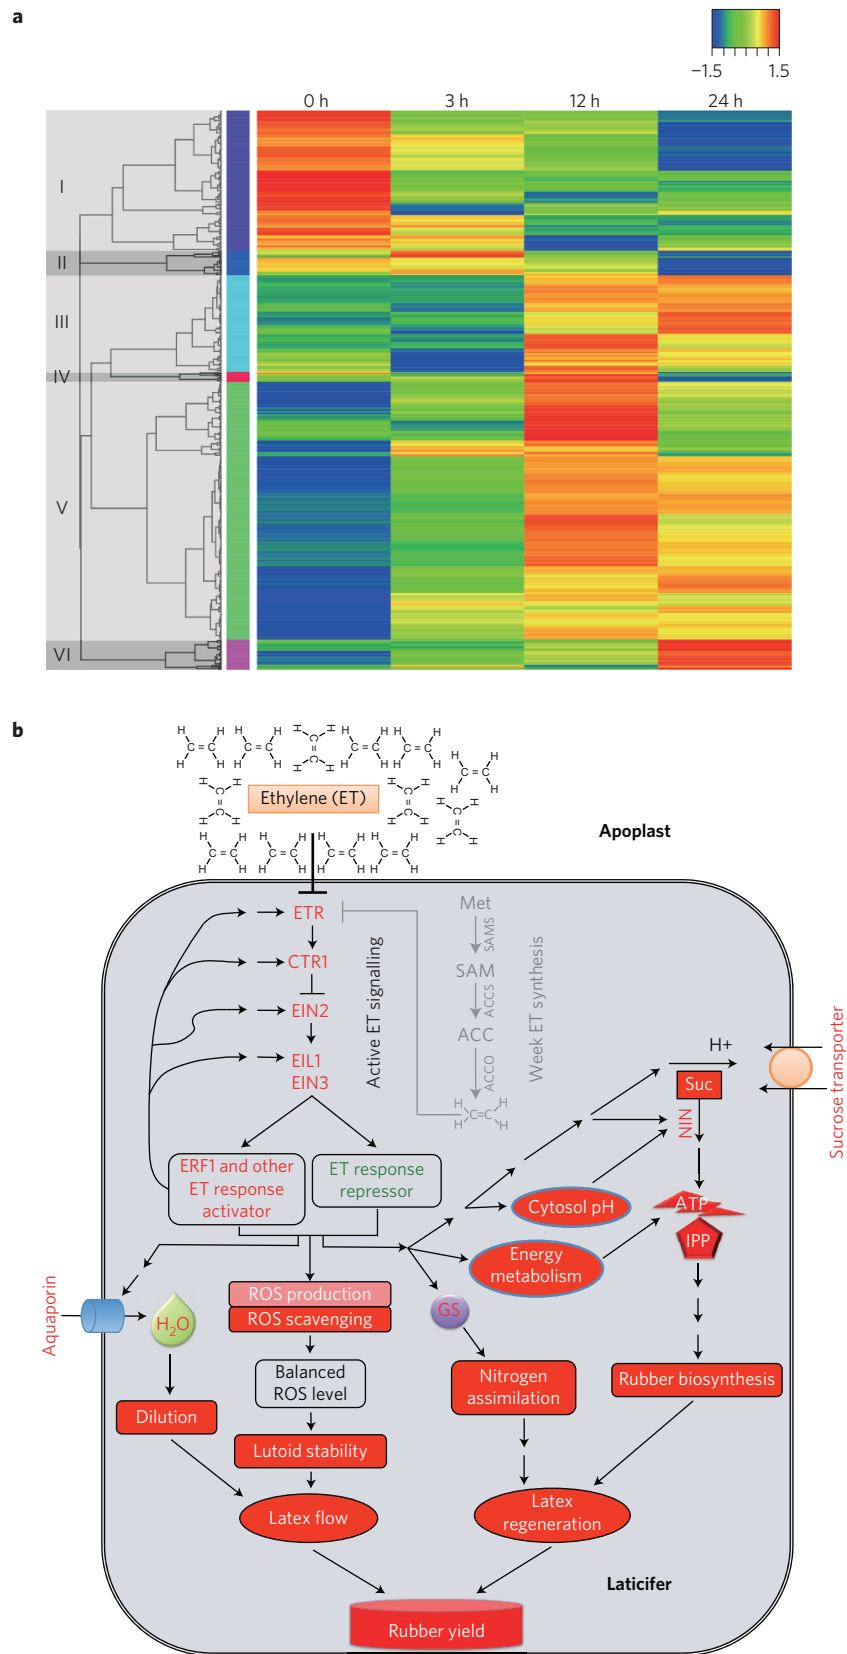 a
−1.5 1.5
0 h 3 h 12 h 24 h
I
II
III
IV
V
VI
b
H H H H H H H H H H
C = C C = C C = C C = C C = C
H H H H H H H H H H
H H
C = C
H H
H H H H H H
C = C Ethylene (ET) C = C C = C
H H H H H H
Apoplast
H H H H H H H H
C = C C = C C = C C = C
H H H H H H H H
ETR
CTR1
EIN2
EIL1
EIN3
Active ET signalling
Met
SAMS
SAM
ACCS
ACC
ACCO
H H
C = C
H H
Week ET synthesis
H+
Suc
NIN
Sucrose transporter
ERF1 and other
ET response
activator
ET response
repressor
Cytosol pH
ATP
IPP
Energy
metabolism
Aquaporin
H2O
ROS production
ROS scavenging
GS
Balanced
ROS level
Nitrogen
assimilation
Rubber biosynthesis
Dilution
Lutoid stability
Latex flow
Latex
regeneration
Laticifer
Rubber yield